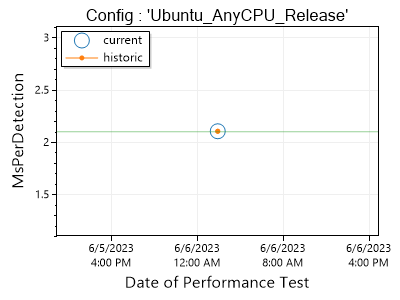 Config : 'Ubuntu_AnyCPU_Release'
current
historic
MsPerDetection
3
2.5
2
1.5
6/5/2023
4:00 PM
6/6/2023
12:00 AM
6/6/2023
8:00 AM
6/6/2023
4:00 PM
Date of Performance Test